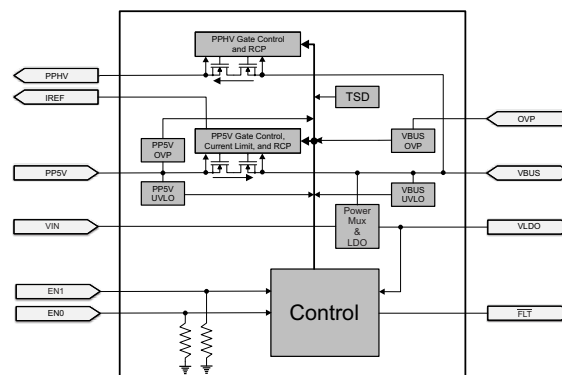 PPHV Gate Control
and RCP
PPHV
IREF
TSD
OVP
PP5V
OVP
PP5V Gate Control,
Current Limit, and RCP
VBUS
OVP
PP5V
VBUS
PP5V
UVLO
VBUS
UVLO
VIN
Power
Mux
&
LDO
VLDO
EN1
EN0
Control
FLT